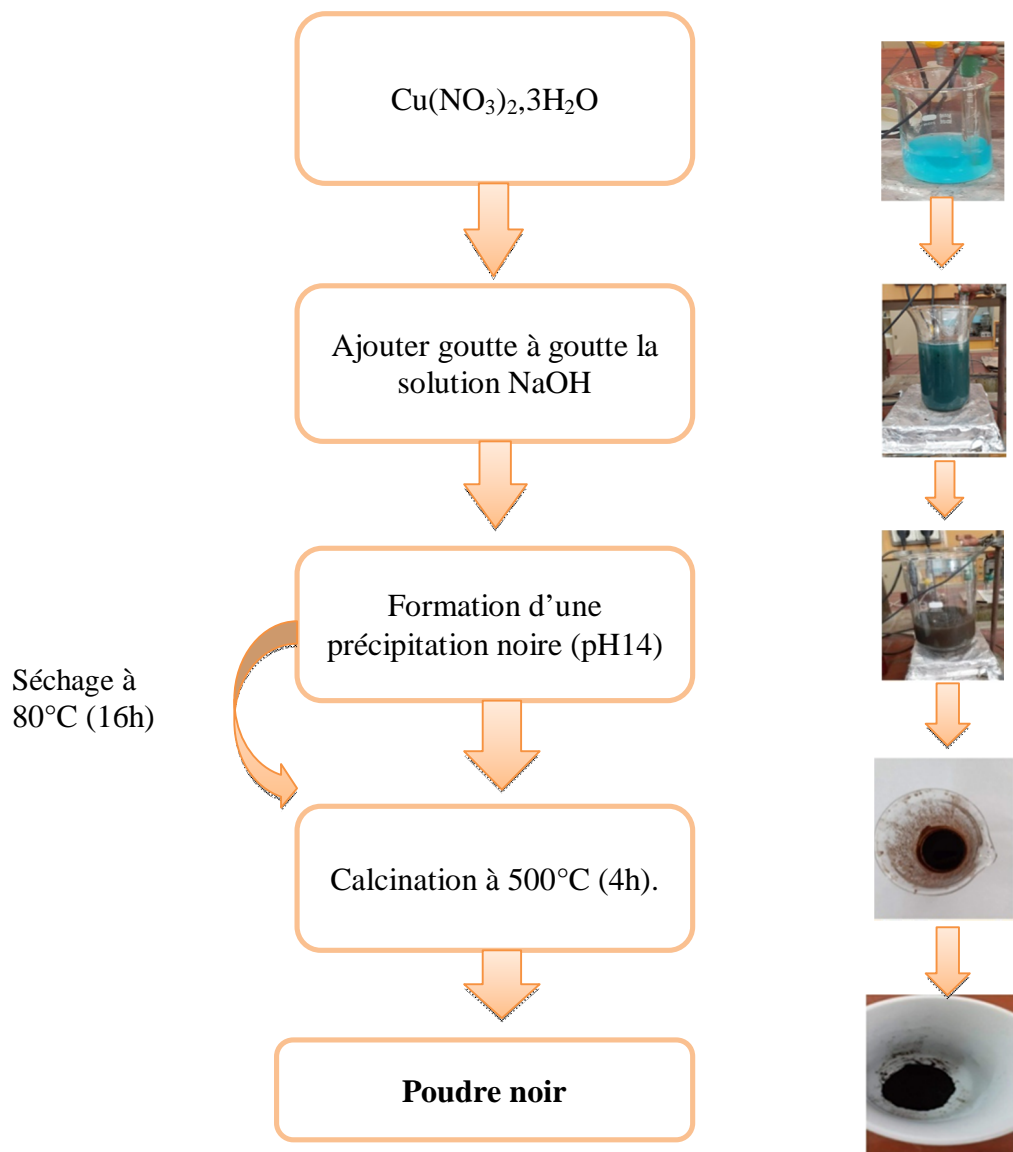 Cu(NO₃)₂,3H₂O
Ajouter goutte à goutte la
solution NaOH
Formation d’une
précipitation noire (pH14)
Séchage à
80°C (16h)
Calcination à 500°C (4h).
Poudre noir